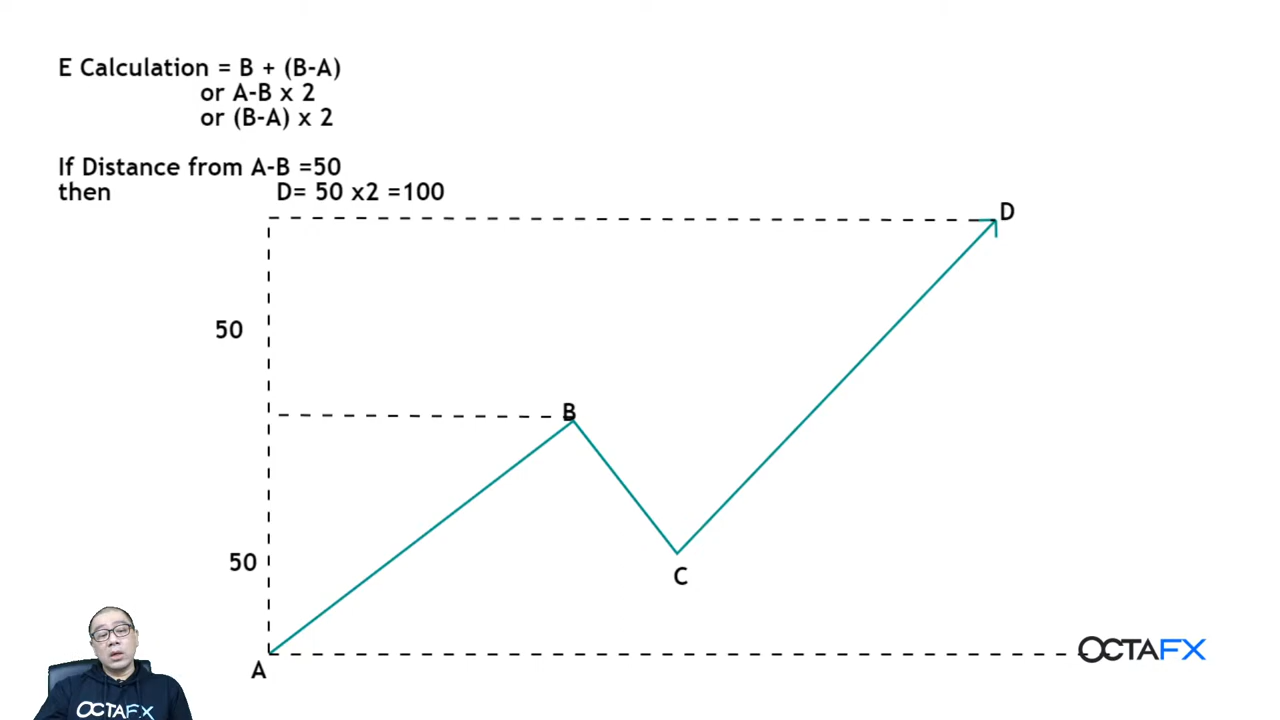 E Calculation = B + (B-A)
or A-B x 2
or (B-A) x 2
If Distance from A-B =50
then D= 50 x2 =100
D
50
B
50
C
A
OCTAFX
OCTAFX